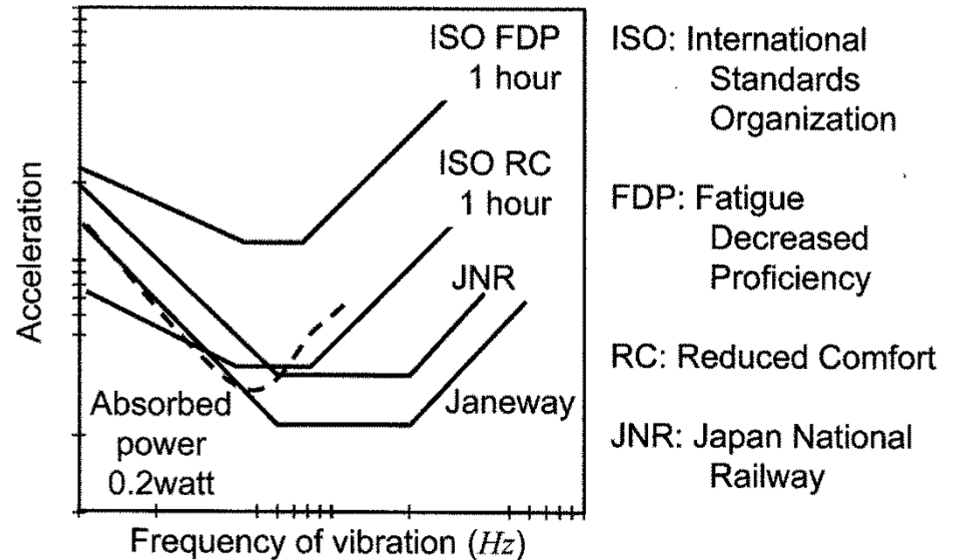 ISO FDP
1 hour
ISO RC
1 hour
JNR
Janeway
Absorbed
power
0.2watt
Acceleration
Frequency of vibration (Hz)
ISO: International
Standards
Organization
FDP: Fatigue
Decreased
Proficiency
RC: Reduced Comfort
JNR: Japan National
Railway